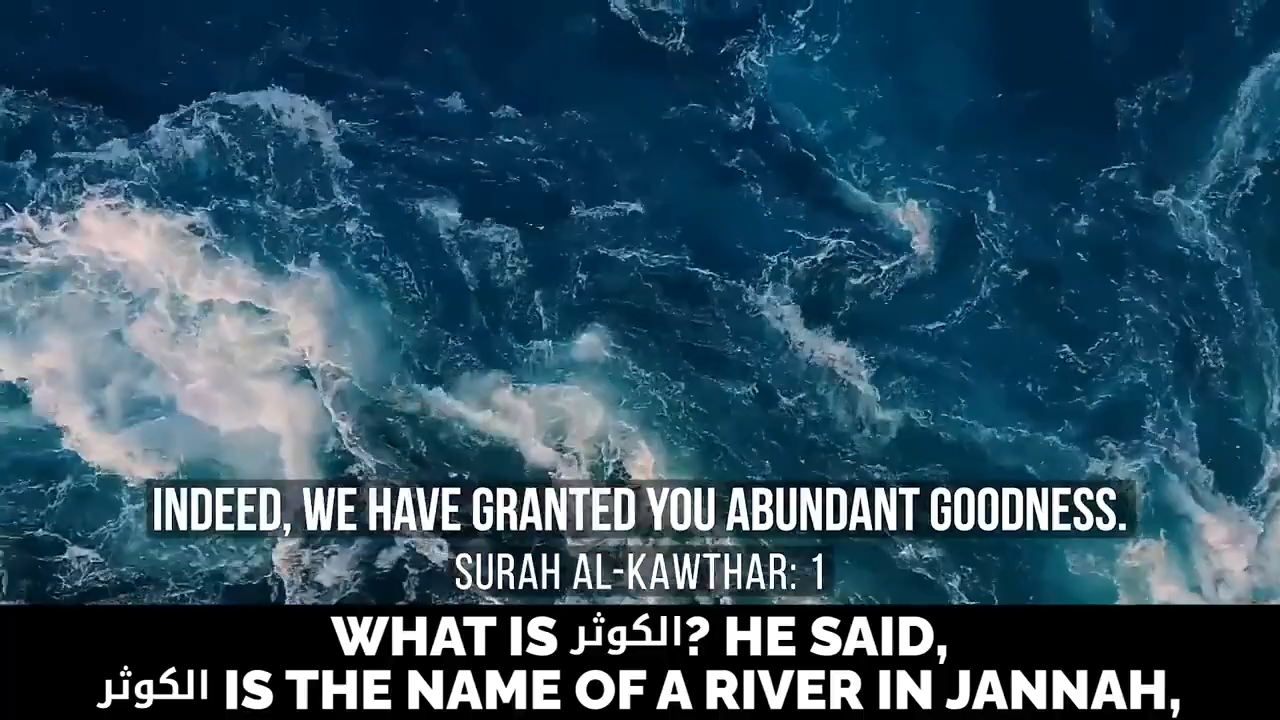 INDEED, WE HAVE GRANTED YOU ABUNDANT GOODNESS.
SURAH AL-KAWTHAR: 1
WHAT IS الكوثر? HE SAID,
الكوثر IS THE NAME OF A RIVER IN JANNAH,